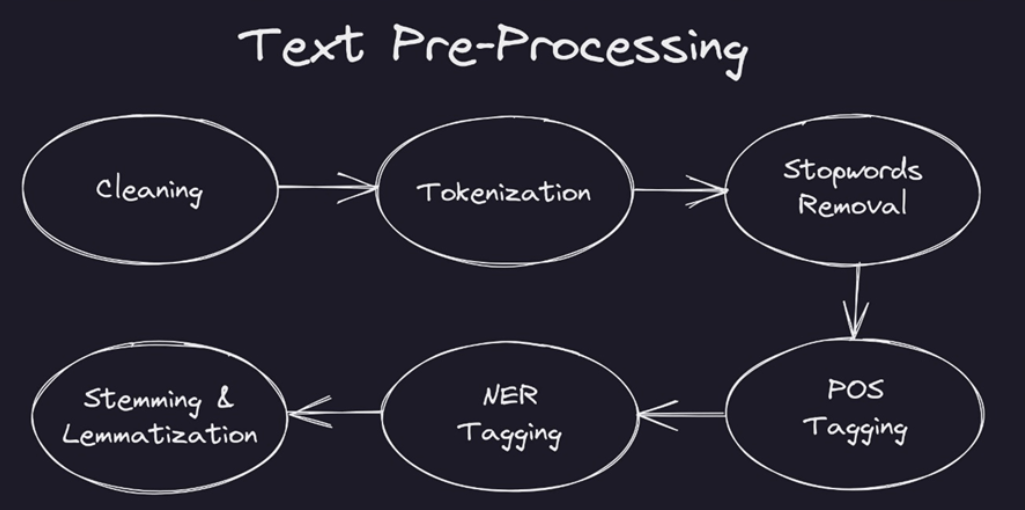 Text Pre-Processing
Cleaning
Tokenization
Stopwords
Removal
POS
Tagging
NER
Tagging
Stemming &
Lemmatization